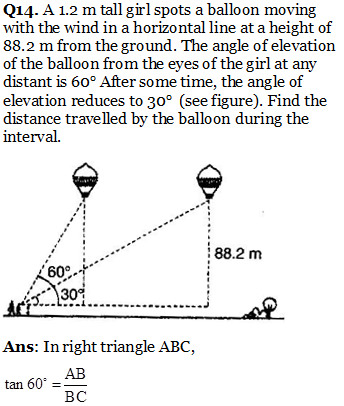 Q14. A 1.2 m tall girl spots a balloon moving
with the wind in a horizontal line at a height of
88.2 m from the ground. The angle of elevation
of the balloon from the eyes of the girl at any
distant is 60° After some time, the angle of
elevation reduces to 30° (see figure). Find the
distance travelled by the balloon during the
interval.
88.2 m
60°
30°
Ans: In right triangle ABC,
tan 60° = AB/BC